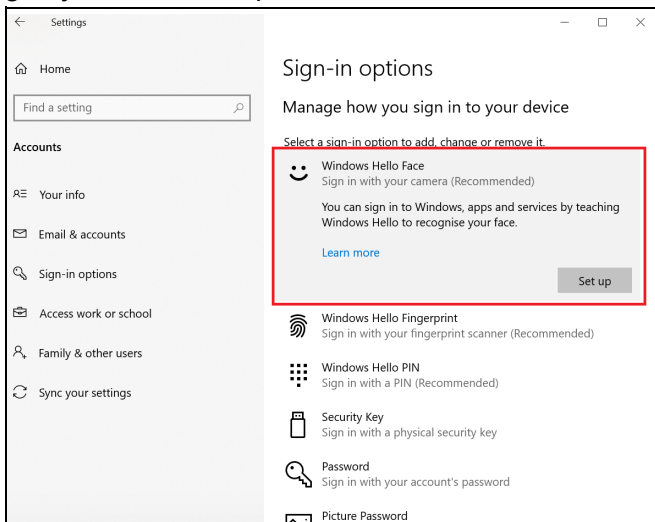 Settings
Home
Find a setting
Accounts
Your info
Email & accounts
Sign-in options
Access work or school
Family & other users
Sync your settings
Sign-in options
Manage how you sign in to your device
Select a sign-in option to add, change or remove it.
Windows Hello Face
Sign in with your camera (Recommended)
You can sign in to Windows, apps and services by teaching
Windows Hello to recognise your face.
Learn more
Set up
Windows Hello Fingerprint
Sign in with your fingerprint scanner (Recommended)
Windows Hello PIN
Sign in with a PIN (Recommended)
Security Key
Sign in with a physical security key
Password
Sign in with your account's password
Picture Password